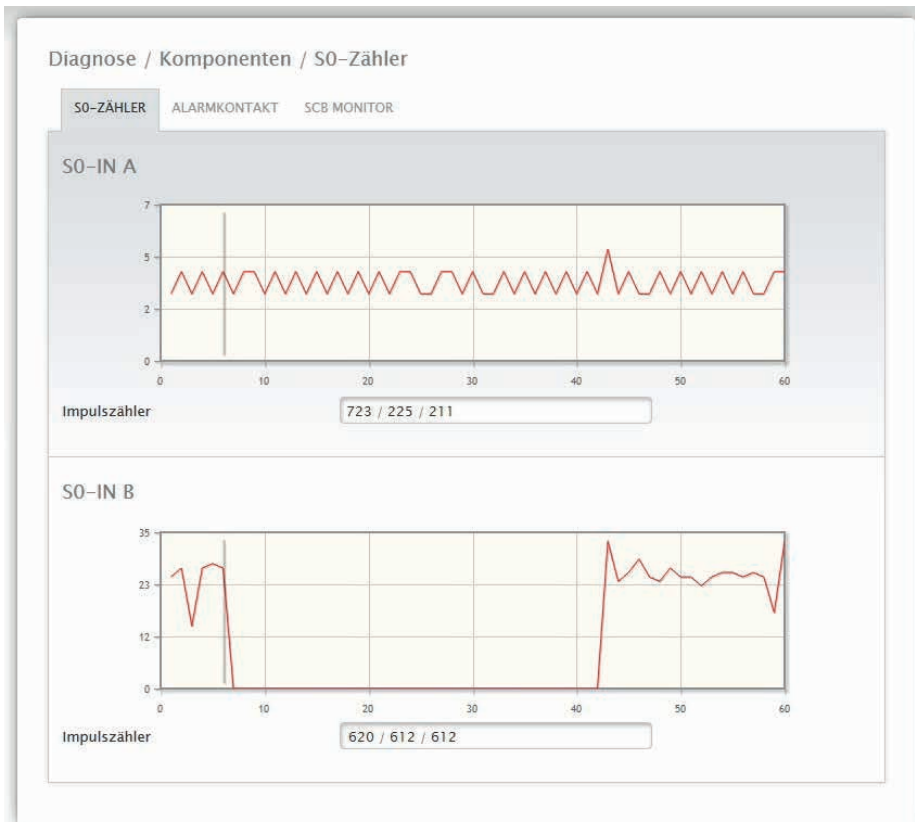 Diagnose / Komponenten / S0-Zähler
S0-ZÄHLER ALARMKONTAKT SCB MONITOR
S0-IN A
7
5
2
0
0 10 20 30 40 50 60
Impulszähler 723 / 225 / 211
S0-IN B
35
23
12
0
0 10 20 30 40 50 60
Impulszähler 620 / 612 / 612